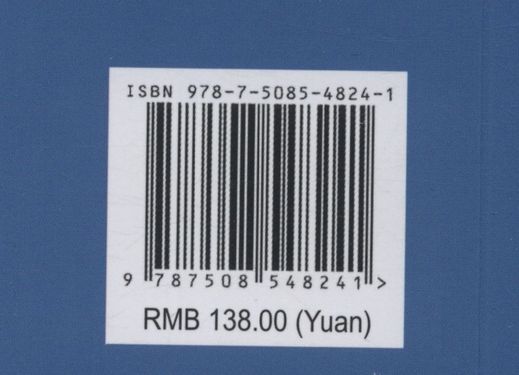 ISBN 978-7-5085-4824-1
9 787508 548241 >
RMB 138.00 (Yuan)